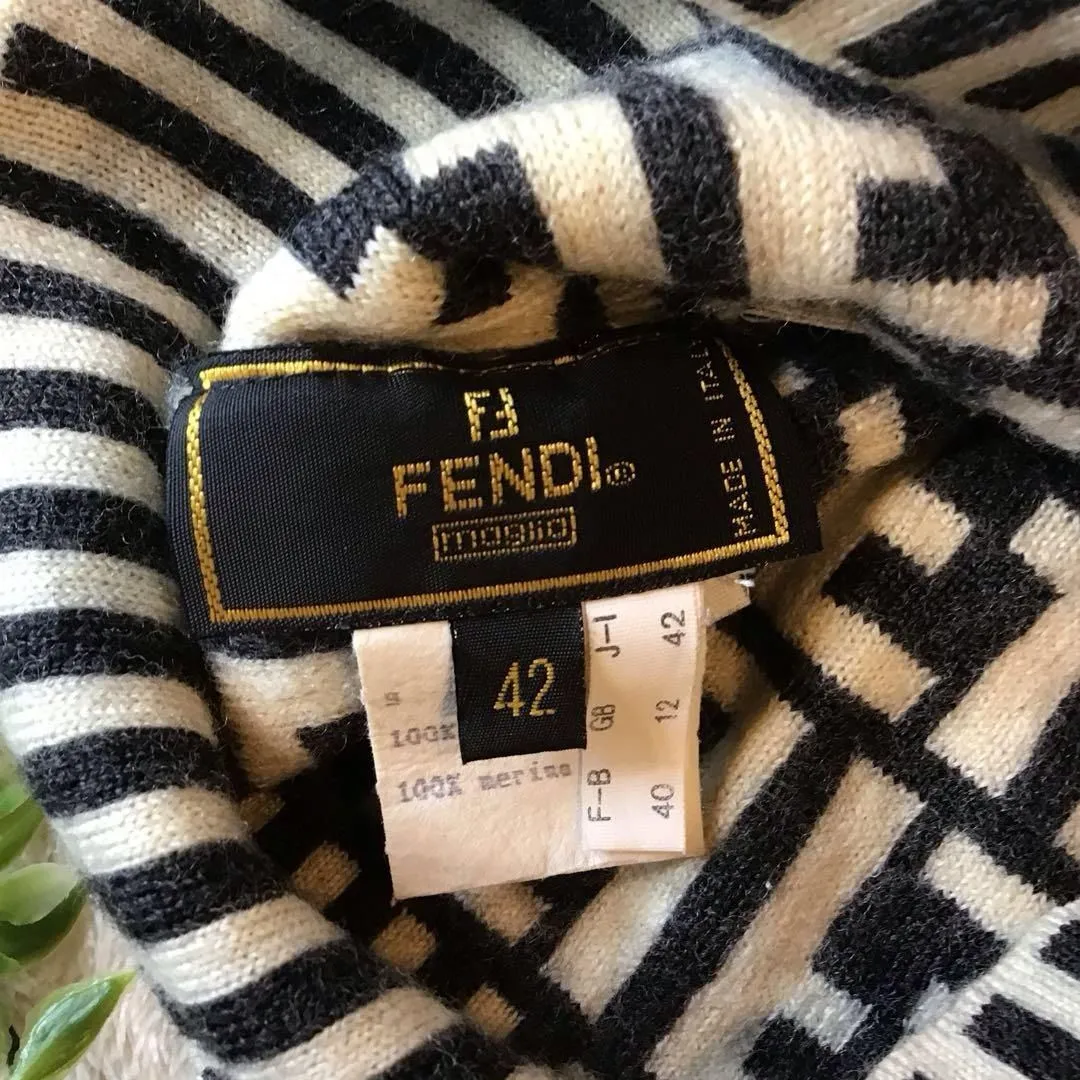 FF
FENDI®
maglia
MADE IN ITALY
42
100%
100% merino
J-I 42
GB 12
F-B 40